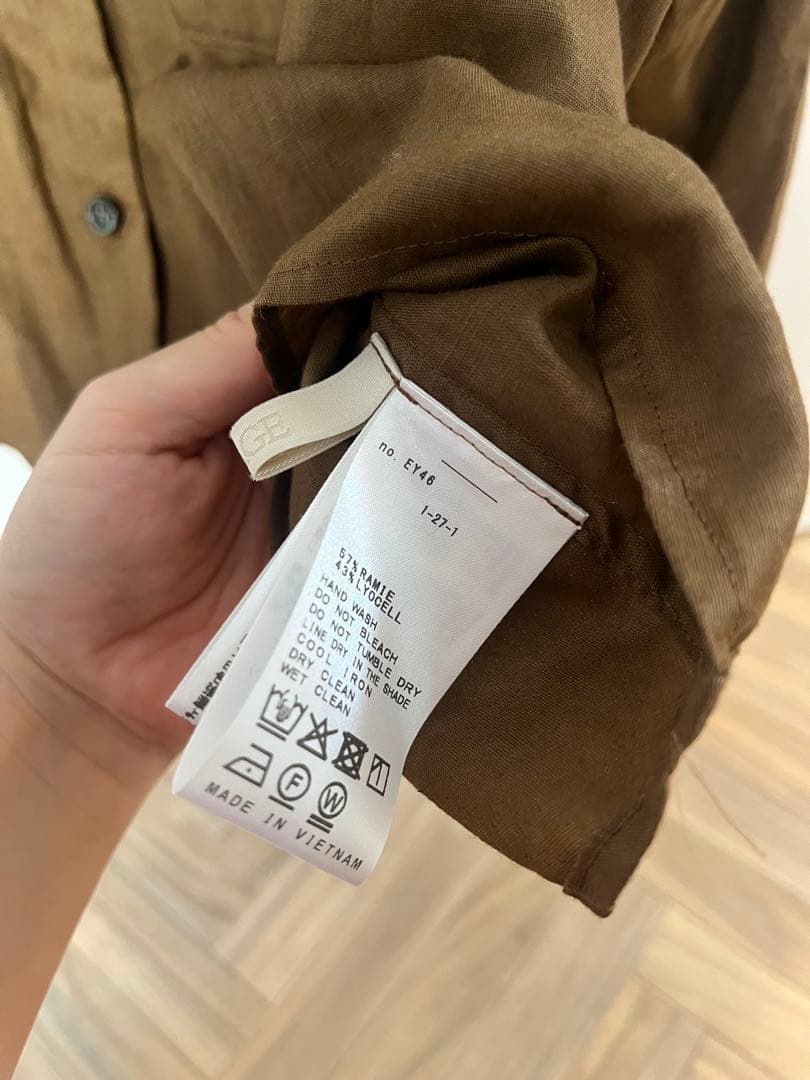 GE
no. EY46
1-27-1
57% RAMIE
43% LYOCELL
HAND WASH
DO NOT BLEACH
DO NOT TUMBLE DRY
LINE DRY IN THE SHADE
COOL IRON
DRY CLEAN
WET CLEAN
F
W
MADE IN VIETNAM